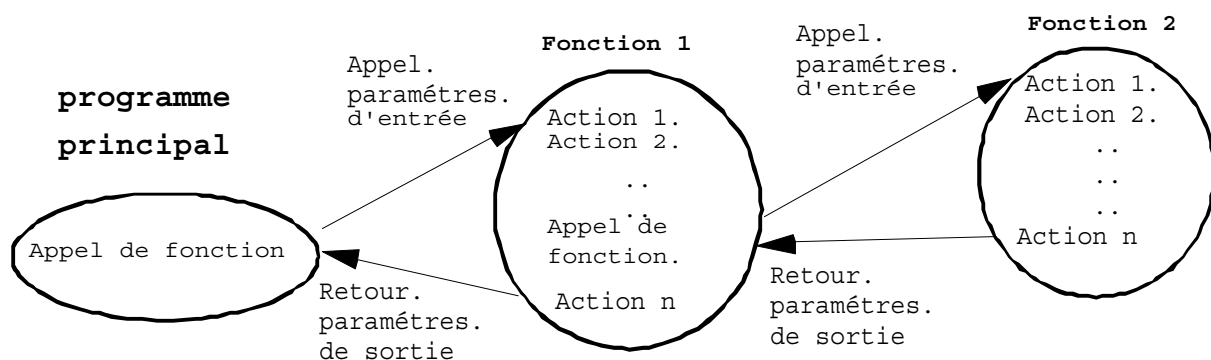 programme
principal
Appel de fonction
Appel.
paramétres.
d'entrée
Retour.
paramétres.
de sortie
Fonction 1
Action 1.
Action 2.
..
..
Appel de
fonction.
Action n
Appel.
paramétres.
d'entrée
Retour.
paramétres.
de sortie
Fonction 2
Action 1.
Action 2.
..
..
..
Action n